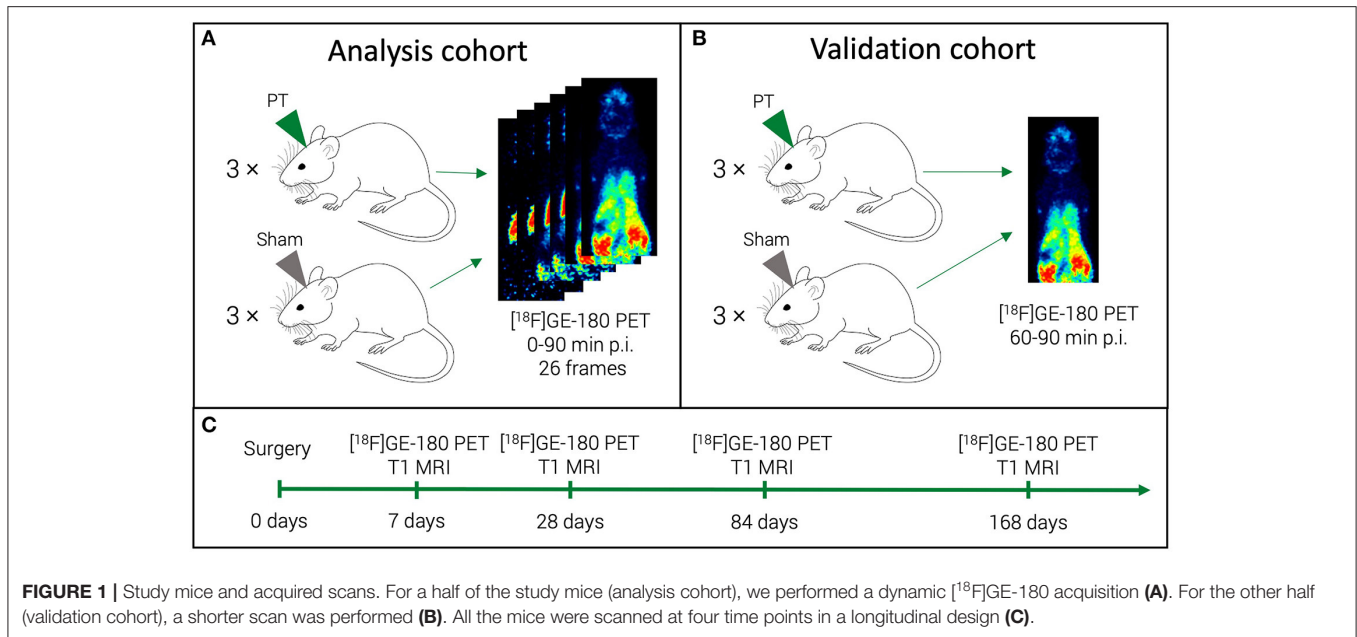 A
Analysis cohort
PT
3 ×
Sham
3 ×
[¹⁸F]GE-180 PET
0-90 min p.i.
26 frames
B
Validation cohort
PT
3 ×
Sham
3 ×
[¹⁸F]GE-180 PET
60-90 min p.i.
C
Surgery
[¹⁸F]GE-180 PET
T1 MRI
[¹⁸F]GE-180 PET
T1 MRI
[¹⁸F]GE-180 PET
T1 MRI
[¹⁸F]GE-180 PET
T1 MRI
0 days
7 days
28 days
84 days
168 days
FIGURE 1 | Study mice and acquired scans. For a half of the study mice (analysis cohort), we performed a dynamic [¹⁸F]GE-180 acquisition (A). For the other half
(validation cohort), a shorter scan was performed (B). All the mice were scanned at four time points in a longitudinal design (C).